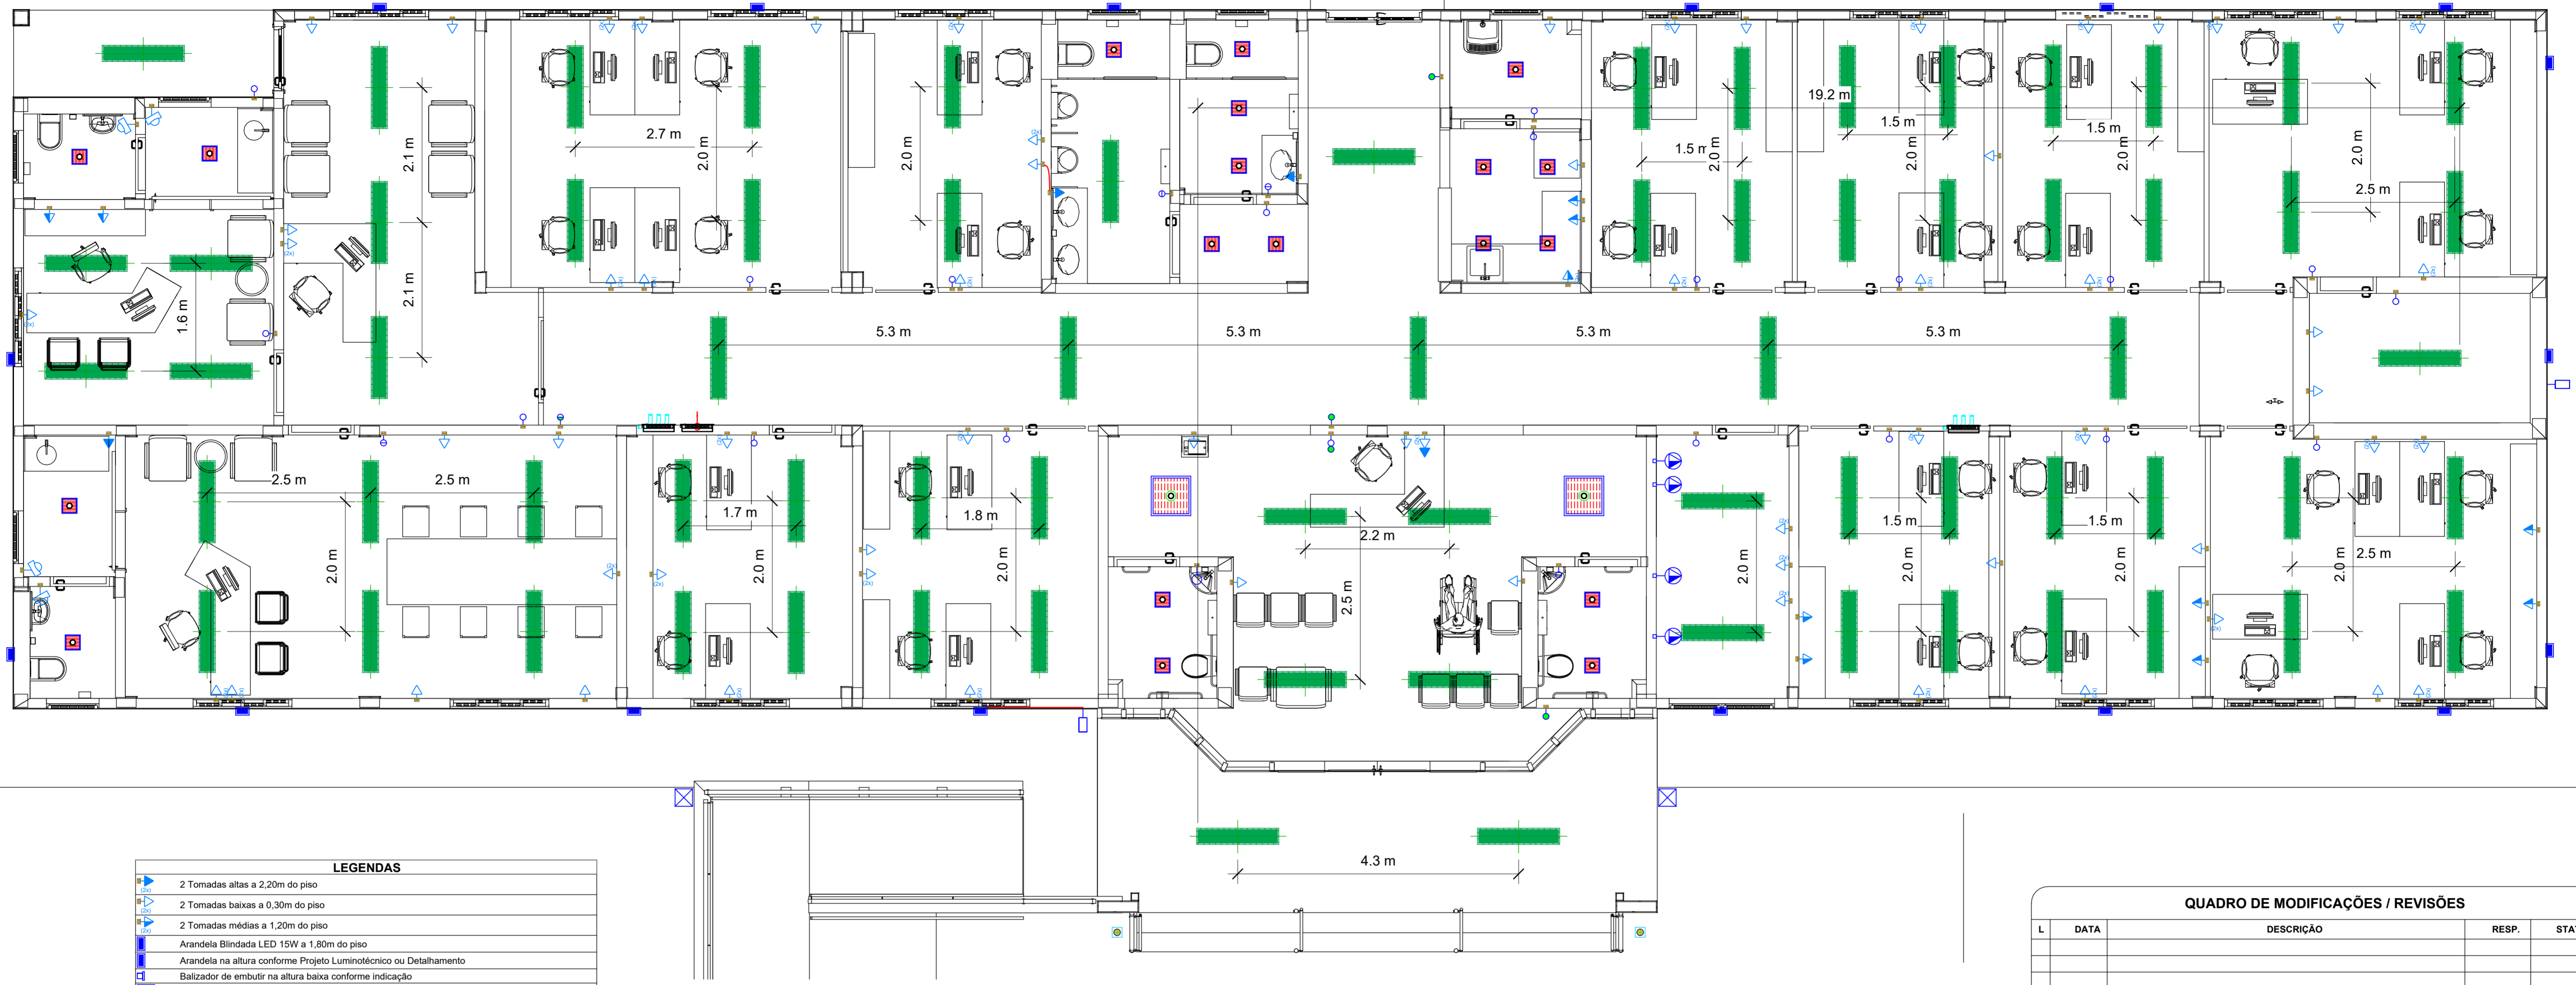 19.2 m
2.7 m
2.1 m
2.0 m
2.0 m
1.5 m
2.0 m
1.5 m
2.0 m
1.5 m
2.0 m
2.0 m
2.5 m
2.1 m
1.6 m
5.3 m
5.3 m
5.3 m
5.3 m
2.5 m
2.5 m
1.7 m
1.8 m
2.2 m
1.5 m
1.5 m
2.5 m
2.0 m
2.0 m
2.0 m
2.5 m
2.0 m
2.0 m
2.0 m
2.0 m
4.3 m
LEGENDAS
(2x) 2 Tomadas altas a 2,20m do piso
(2x) 2 Tomadas baixas a 0,30m do piso
(2x) 2 Tomadas médias a 1,20m do piso
Arandela Blindada LED 15W a 1,80m do piso
Arandela na altura conforme Projeto Luminotécnico ou Detalhamento
Balizador de embutir na altura baixa conforme indicação
QUADRO DE MODIFICAÇÕES / REVISÕES
L DATA DESCRIÇÃO RESP.